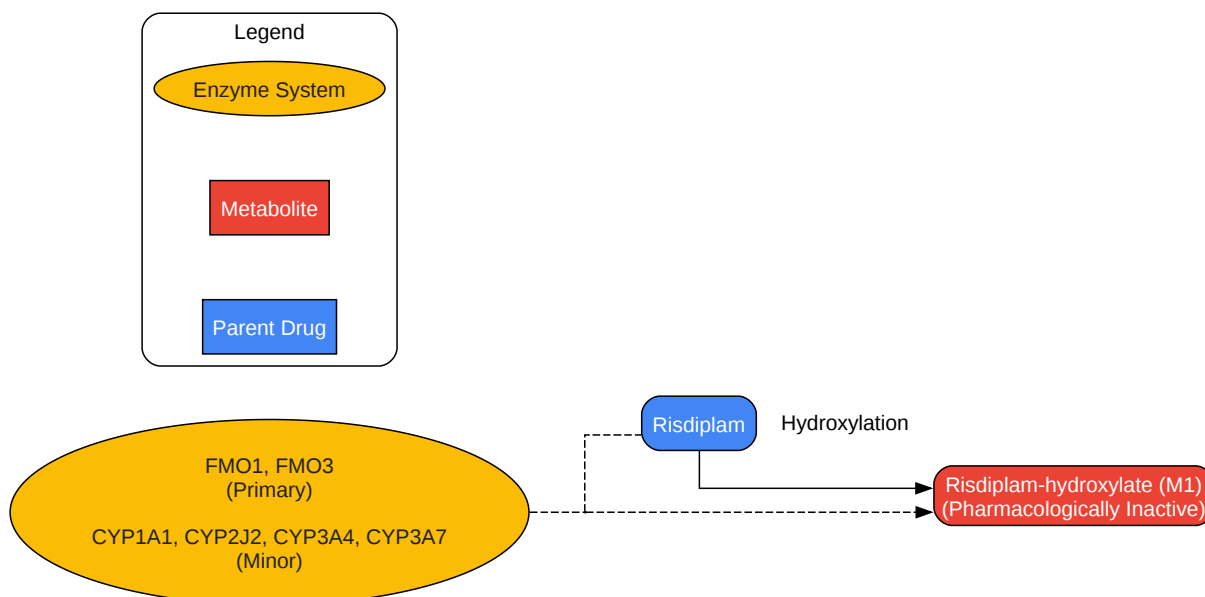 Legend
Enzyme System
Metabolite
Parent Drug
Risdiplam
Hydroxylation
FMO1, FMO3
(Primary)
CYP1A1, CYP2J2, CYP3A4, CYP3A7
(Minor)
Risdiplam-hydroxylate (M1)
(Pharmacologically Inactive)